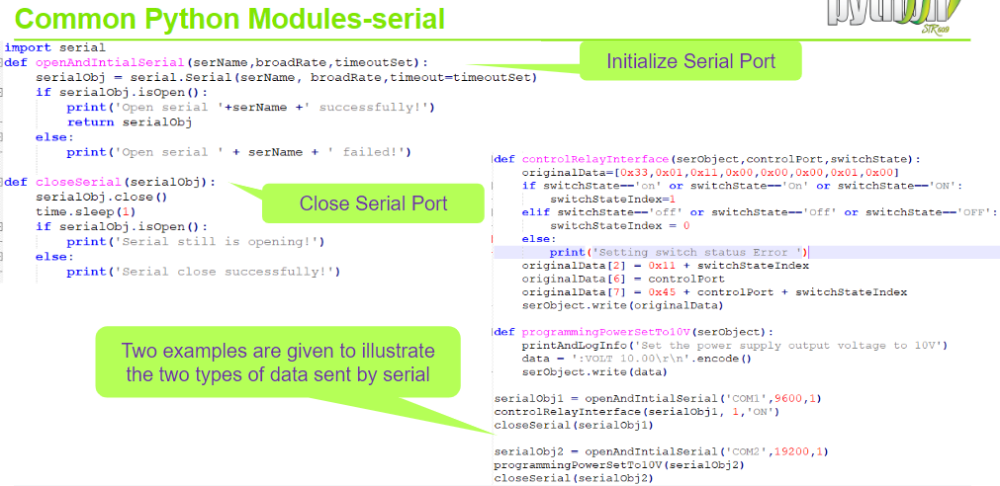 Common Python Modules-serial
python
STR009
import serial
def openAndIntialSerial(serName,broadRate,timeoutSet):
serialObj = serial.Serial(serName, broadRate,timeout=timeoutSet)
if serialObj.isOpen():
print('Open serial '+serName +' successfully!')
return serialObj
else:
print('Open serial ' + serName + ' failed!')
Initialize Serial Port
def closeSerial(serialObj):
serialObj.close()
time.sleep(1)
if serialObj.isOpen():
print('Serial still is opening!')
else:
print('Serial close successfully!')
Close Serial Port
def controlRelayInterface(serObject,controlPort,switchState):
originalData=[0x33,0x01,0x11,0x00,0x00,0x00,0x01,0x00]
if switchState=='on' or switchState=='On' or switchState=='ON':
switchStateIndex=1
elif switchState=='off' or switchState=='Off' or switchState=='OFF':
switchStateIndex = 0
else:
print('Setting switch status Error ')
originalData[2] = 0x11 + switchStateIndex
originalData[6] = controlPort
originalData[7] = 0x45 + controlPort + switchStateIndex
serObject.write(originalData)
def programmingPowerSetTo10V(serObject):
printAndLogInfo('Set the power supply output voltage to 10V')
data = ':VOLT 10.00\r\n'.encode()
serObject.write(data)
Two examples are given to illustrate
the two types of data sent by serial
serialObj1 = openAndIntialSerial('COM1',9600,1)
controlRelayInterface(serialObj1, 1,'ON')
closeSerial(serialObj1)
serialObj2 = openAndIntialSerial('COM2',19200,1)
programmingPowerSetTo10V(serialObj2)
closeSerial(serialObj2)